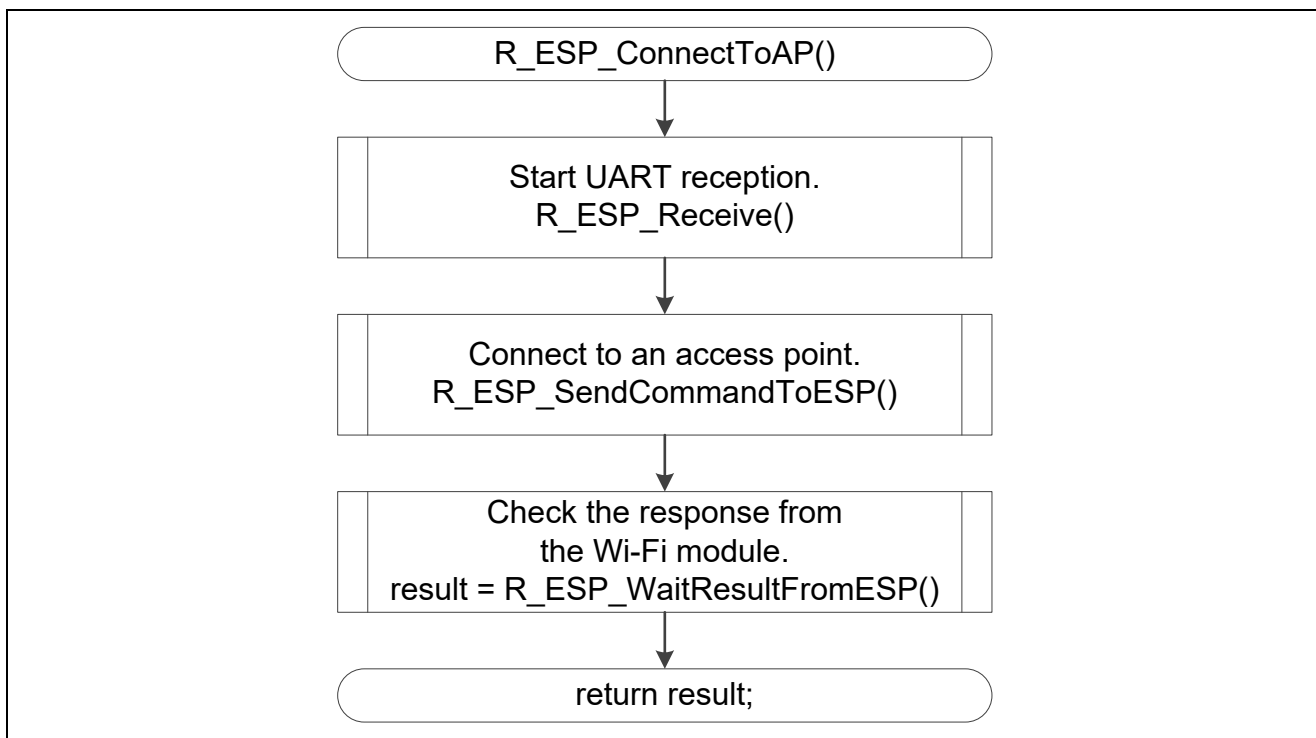 R_ESP_ConnectToAP()
Start UART reception.
R_ESP_Receive()
Connect to an access point.
R_ESP_SendCommandToESP()
Check the response from
the Wi-Fi module.
result = R_ESP_WaitResultFromESP()
return result;